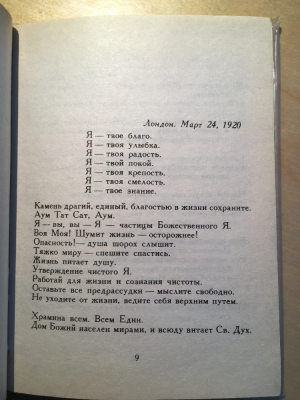 Лондон. Март 24, 1920
Я — твое благо.
Я — твоя улыбка.
Я — твоя радость.
Я — твой покой.
Я — твоя крепость.
Я — твоя смелость.
Я — твое знание.
Камень драгий, единый, благостью в жизни сохраните.
Аум Тат Сат, Аум.
Я — вы, вы — Я — частицы Божественного Я.
Вои Мои! Шумит жизнь — осторожнее!
Опасность! — душа шорох слышит.
Тяжко миру — спешите спастись.
Жизнь питает душу.
Утверждение чистого Я.
Работай для жизни и сознания чистоты.
Оставьте все предрассудки — мыслите свободно.
Не уходите от жизни, ведите себя верхним путем.
Храмина всем. Всем Един.
Дом Божий населен мирами, и всюду витает Св. Дух.
9